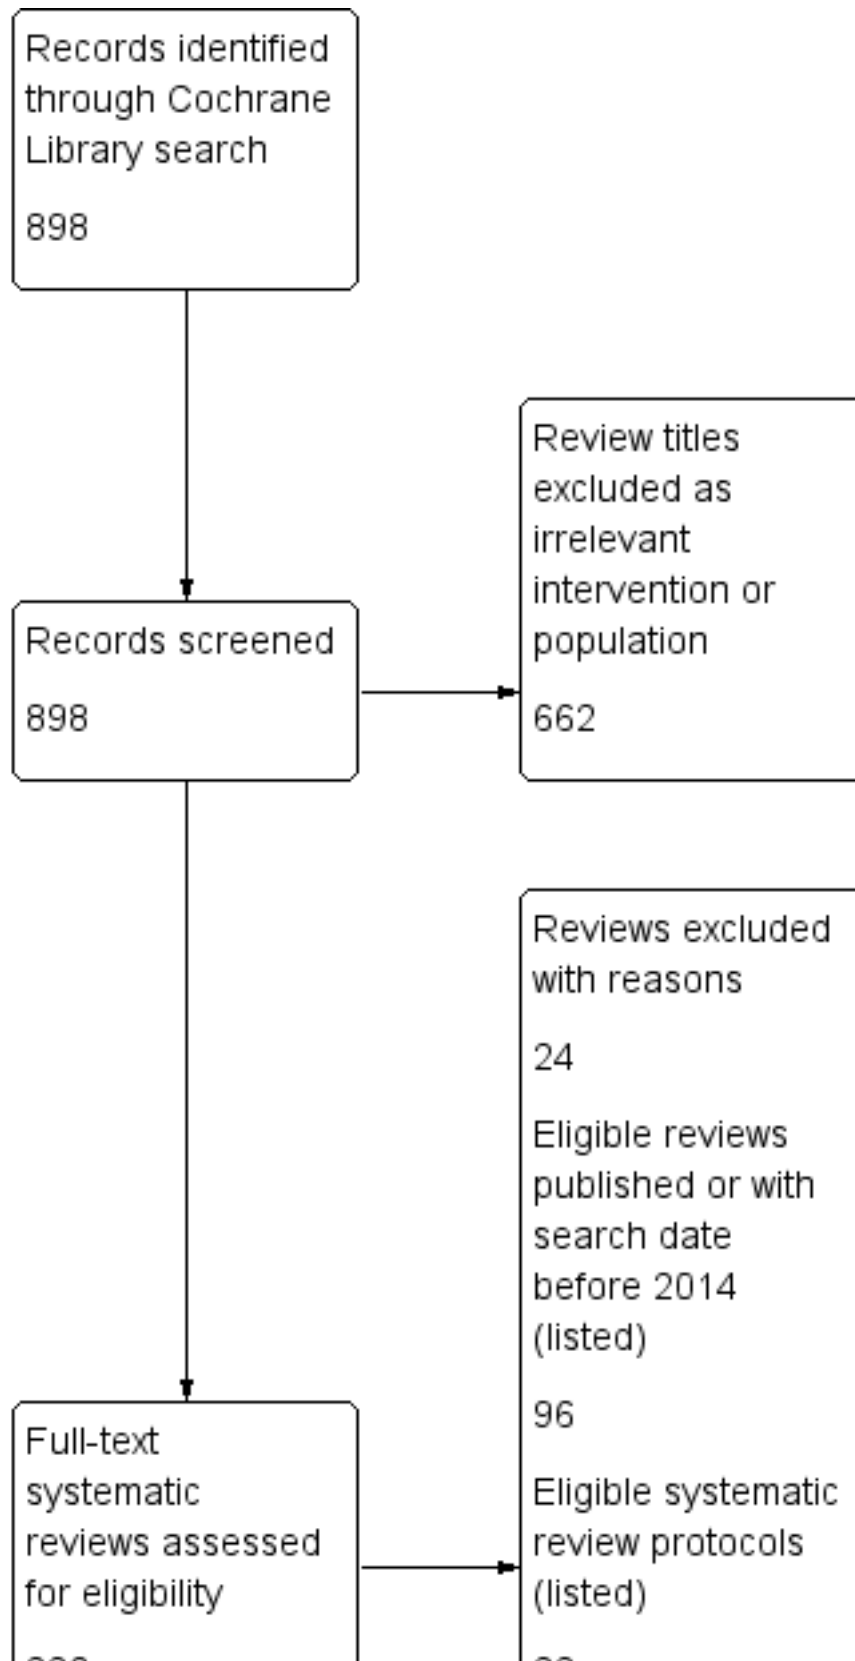 Records identified
through Cochrane
Library search
898
Review titles
excluded as
irrelevant
intervention or
population
662
Records screened
898
Reviews excluded
with reasons
24
Eligible reviews
published or with
search date
before 2014
(listed)
96
Eligible systematic
review protocols
(listed)
Full-text
systematic
reviews assessed
for eligibility